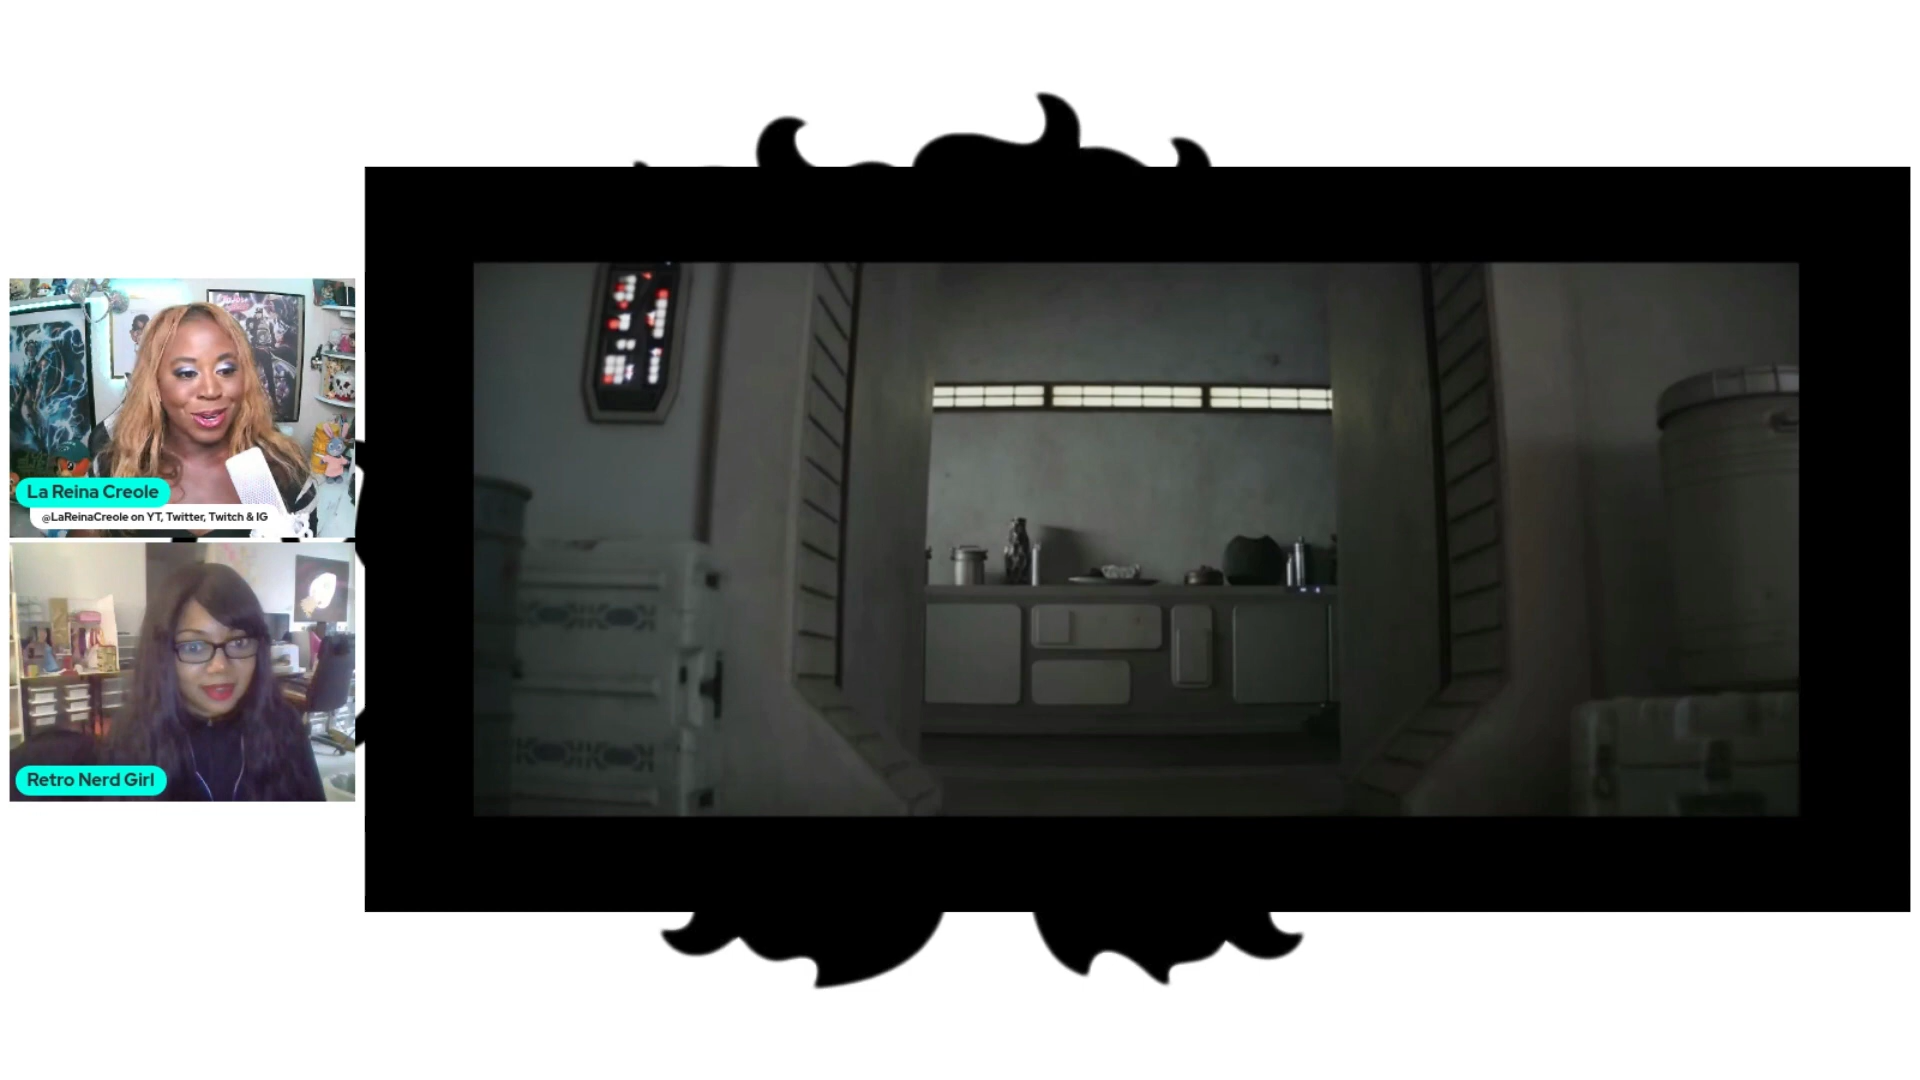 La Reina Creole
@LaReinaCreole on YT, Twitter, Twitch & IG
Retro Nerd Girl